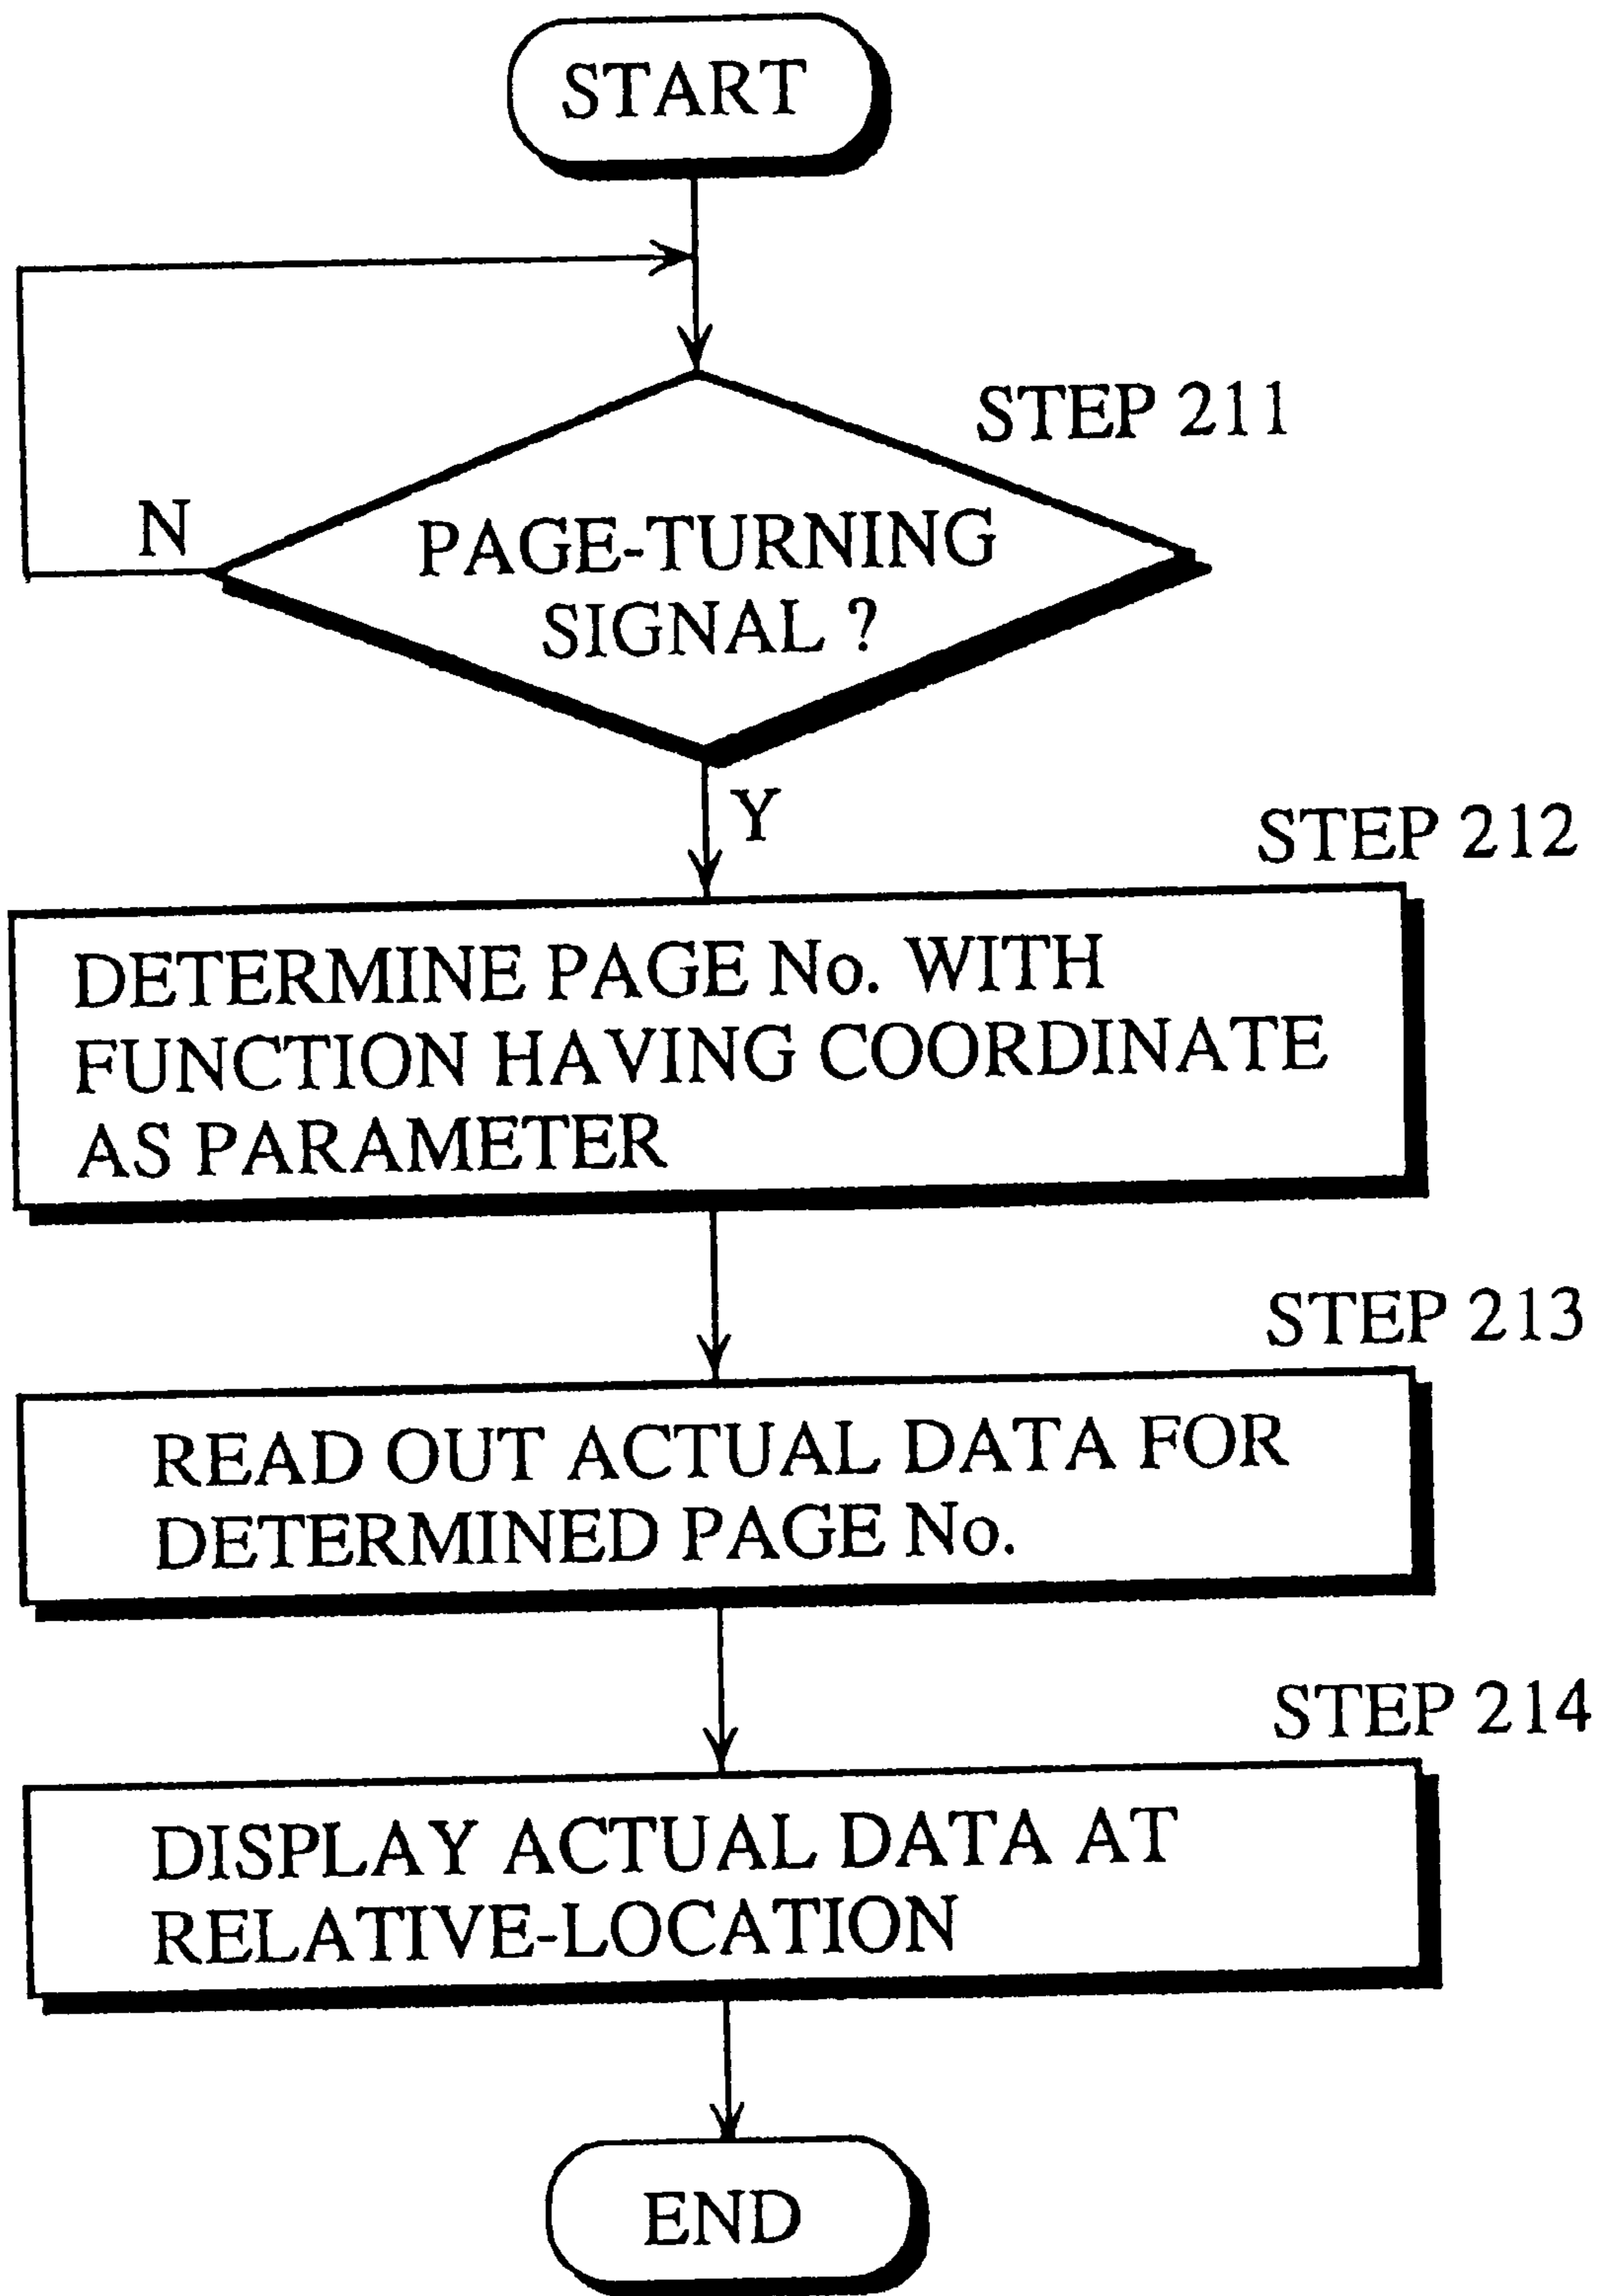 START
STEP 211
N
PAGE-TURNING
SIGNAL ?
Y
STEP 212
DETERMINE PAGE No. WITH
FUNCTION HAVING COORDINATE
AS PARAMETER
STEP 213
READ OUT ACTUAL DATA FOR
DETERMINED PAGE No.
STEP 214
DISPLAY ACTUAL DATA AT
RELATIVE-LOCATION
END